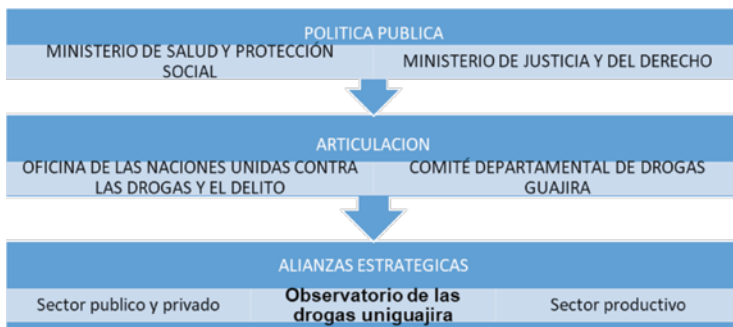 POLITICA PUBLICA
MINISTERIO DE SALUD Y PROTECCIÓN
SOCIAL
MINISTERIO DE JUSTICIA Y DEL DERECHO
ARTICULACION
OFICINA DE LAS NACIONES UNIDAS CONTRA
LAS DROGAS Y EL DELITO
COMITÉ DEPARTAMENTAL DE DROGAS
GUAJIRA
ALIANZAS ESTRATEGICAS
Sector publico y privado
Observatorio de las
drogas uniguajira
Sector productivo